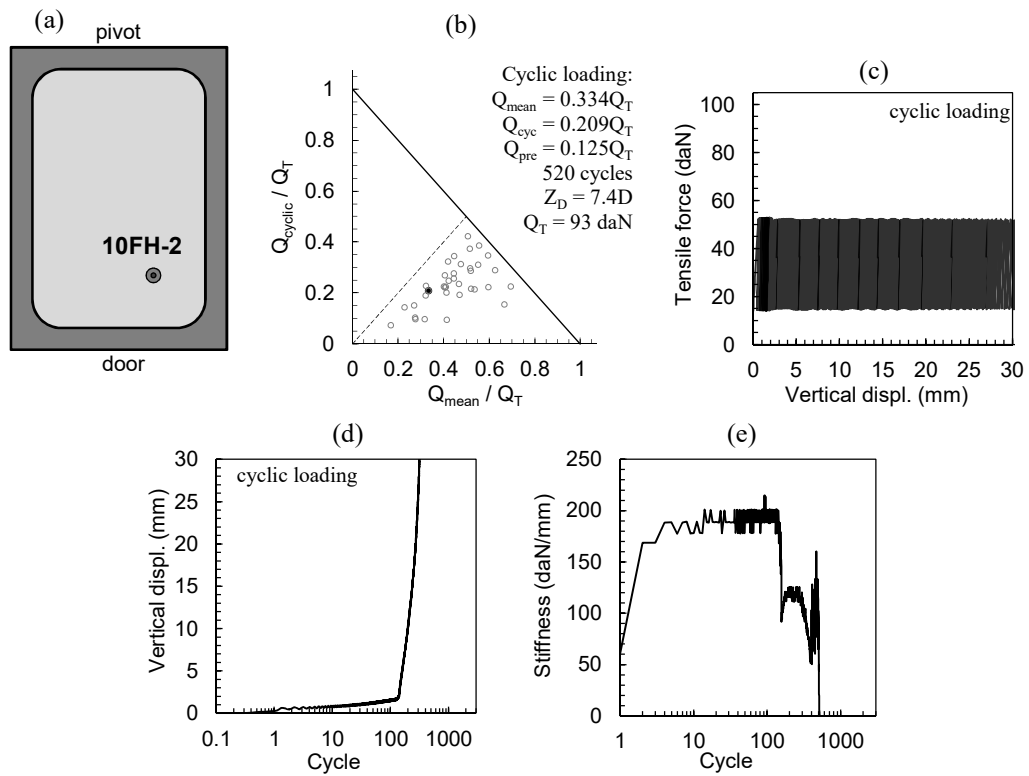 (a)
pivot
10FH-2
door
(b)
Cyclic loading:
Q_mean = 0.334Q_T
Q_cyc = 0.209Q_T
Q_pre = 0.125Q_T
520 cycles
Z_D = 7.4D
Q_T = 93 daN
Q_cyclic / Q_T
1
0.8
0.6
0.4
0.2
0
0 0.2 0.4 0.6 0.8 1
Q_mean / Q_T
(c)
cyclic loading
Tensile force (daN)
100
80
60
40
20
0
0 5 10 15 20 25 30
Vertical displ. (mm)
(d)
cyclic loading
Vertical displ. (mm)
30
25
20
15
10
5
0
0.1 1 10 100 1000
Cycle
(e)
Stiffness (daN/mm)
250
200
150
100
50
0
1 10 100 1000
Cycle